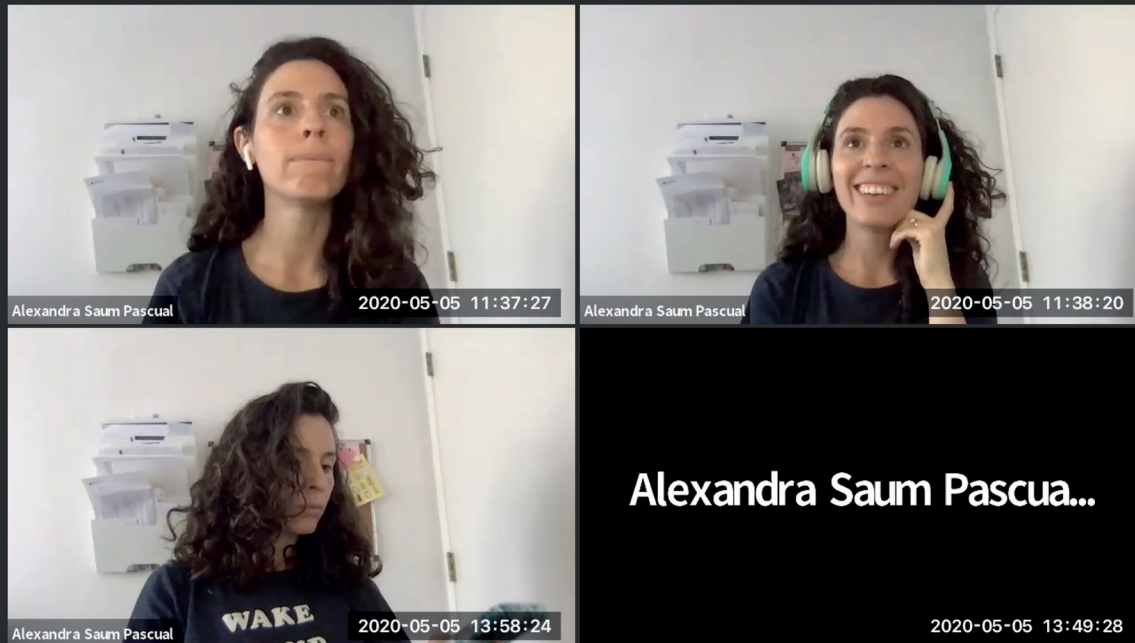 Alexandra Saum Pascual
2020-05-05 11:37:27
Alexandra Saum Pascual
2020-05-05 11:38:20
WAKE
Alexandra Saum Pascual
2020-05-05 13:58:24
Alexandra Saum Pascua...
2020-05-05 13:49:28